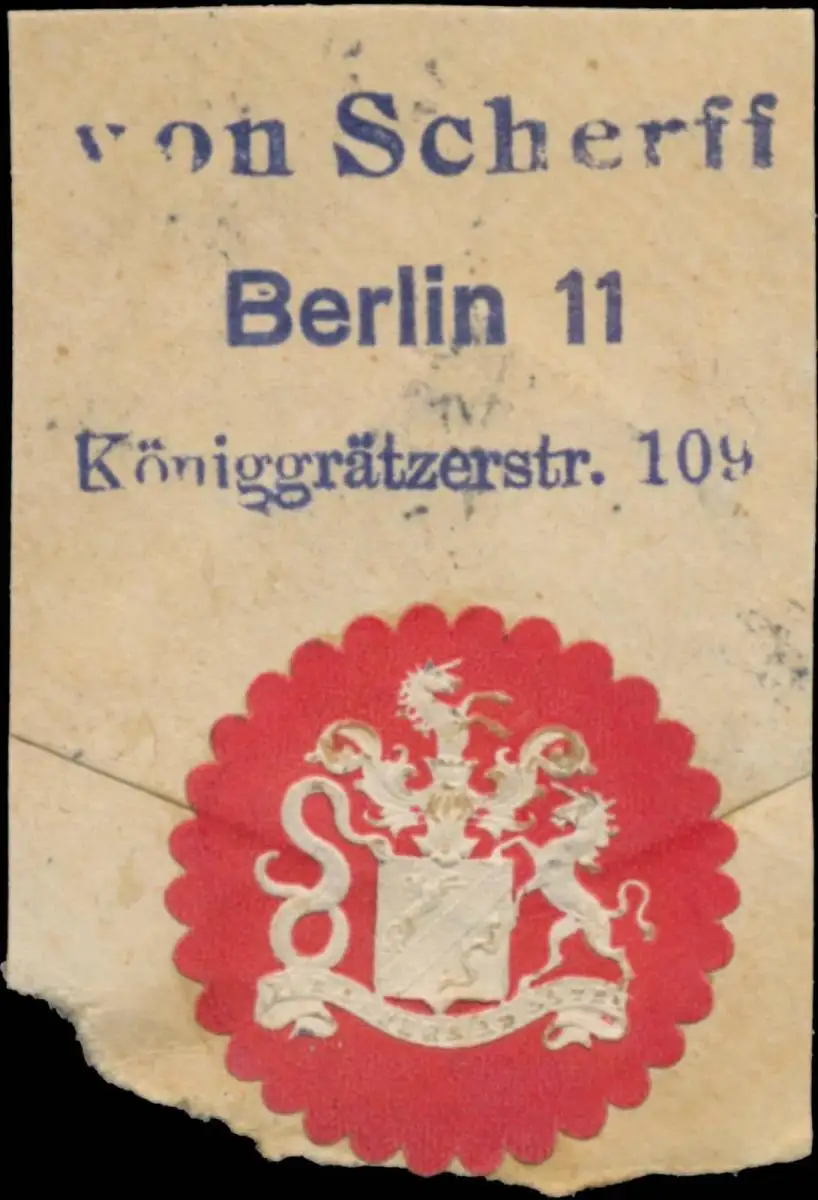 von Scherff
Berlin 11
Königgrätzerstr. 109